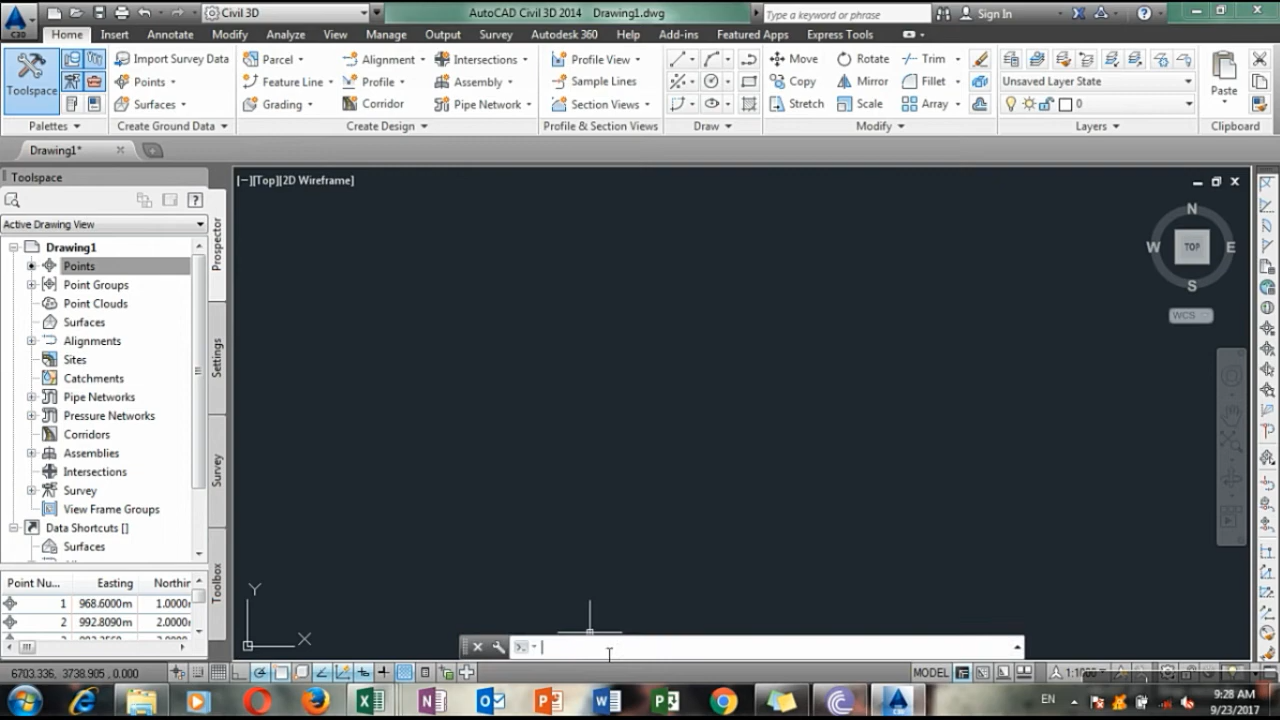 Civil 3D
AutoCAD Civil 3D 2014 Drawing1.dwg
Type a keyword or phrase
Sign In
C3D
Home Insert Annotate Modify Analyze View Manage Output Survey Autodesk 360 Help Add-ins Featured Apps Express Tools
Toolspace
Import Survey Data
Points
Surfaces
Parcel
Feature Line
Grading
Alignment
Profile
Corridor
Intersections
Assembly
Pipe Network
Profile View
Sample Lines
Section Views
Move
Copy
Stretch
Rotate
Mirror
Scale
Trim
Fillet
Array
Unsaved Layer State
0
Paste
Palettes Create Ground Data Create Design Profile & Section Views Draw Modify Layers Clipboard
Drawing1*
Toolspace
Active Drawing View
Drawing1
Points
Point Groups
Point Clouds
Surfaces
Alignments
Sites
Catchments
Pipe Networks
Pressure Networks
Corridors
Assemblies
Intersections
Survey
View Frame Groups
Data Shortcuts []
Surfaces
Prospector
Settings
Survey
Toolbox
Point Nu... Easting Northin
1 968.6000m 1.0000
2 992.8090m 2.0000
[−][Top][2D Wireframe]
N
W TOP E
S
WCS
Y
X
6703.336, 3738.905, 0.000
MODEL
EN
9:28 AM
9/23/2017